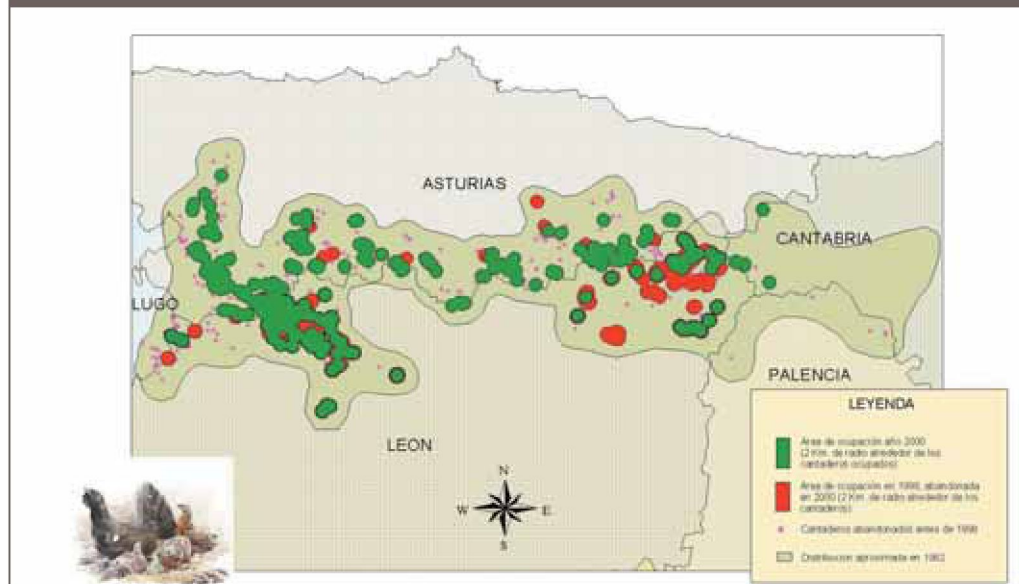 ASTURIAS
CANTABRIA
LUGO
PALENCIA
LEON
N
W E
S
LEYENDA
Area de ocupación año 2000
(2 Km. de radio alrededor de los
cantaderos ocupados)
Area de ocupación en 1998, abandonada
en 2000 (2 Km. de radio alrededor de los
cantaderos)
Cantaderos abandonados antes de 1998
Distribucion aproximada en 1982